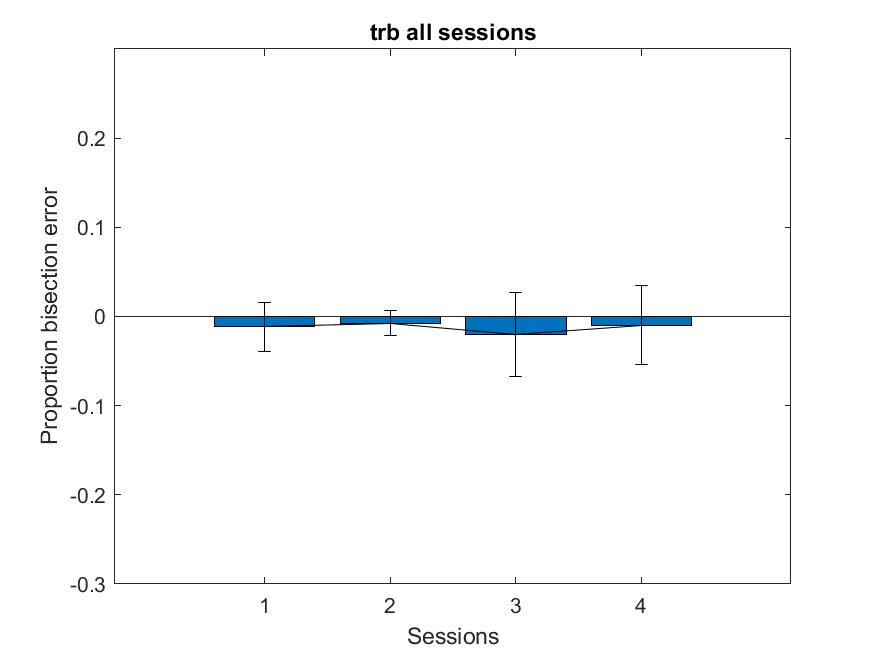 trb all sessions
0.2
0.1
0
-0.1
-0.2
-0.3
Proportion bisection error
1 2 3 4
Sessions